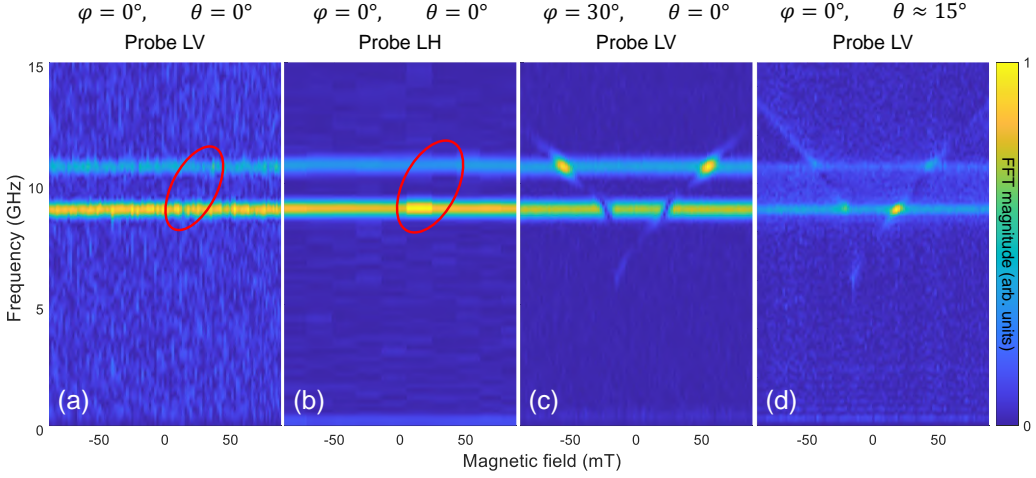 φ = 0°, θ = 0°
Probe LV
φ = 0°, θ = 0°
Probe LH
φ = 30°, θ = 0°
Probe LV
φ = 0°, θ ≈ 15°
Probe LV
Frequency (GHz)
15
10
5
0
(a)
(b)
(c)
(d)
-50 0 50
-50 0 50
-50 0 50
-50 0 50
Magnetic field (mT)
1
FFT magnitude (arb. units)
0